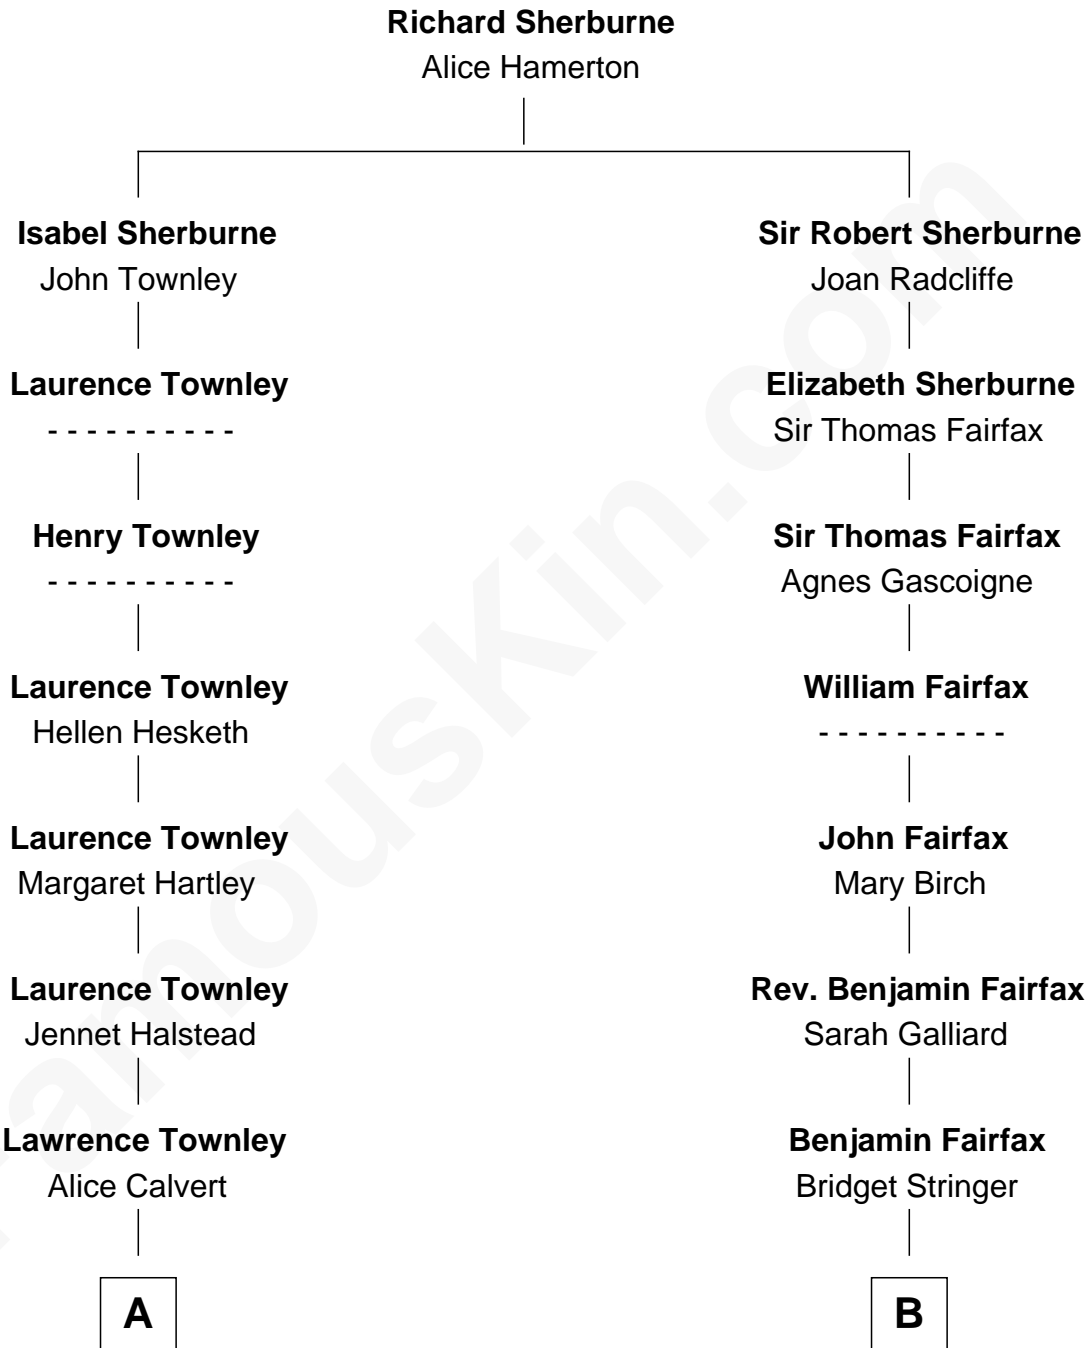 Richard Sherburne
Alice Hamerton
Isabel Sherburne
John Townley
Sir Robert Sherburne
Joan Radcliffe
Laurence Townley
- - - - - - - - - -
Elizabeth Sherburne
Sir Thomas Fairfax
Henry Townley
- - - - - - - - - -
Sir Thomas Fairfax
Agnes Gascoigne
Laurence Townley
Hellen Hesketh
William Fairfax
- - - - - - - - - -
Laurence Townley
Margaret Hartley
John Fairfax
Mary Birch
Laurence Townley
Jennet Halstead
Rev. Benjamin Fairfax
Sarah Galliard
Lawrence Townley
Alice Calvert
Benjamin Fairfax
Bridget Stringer
A
B
FamousKin.com